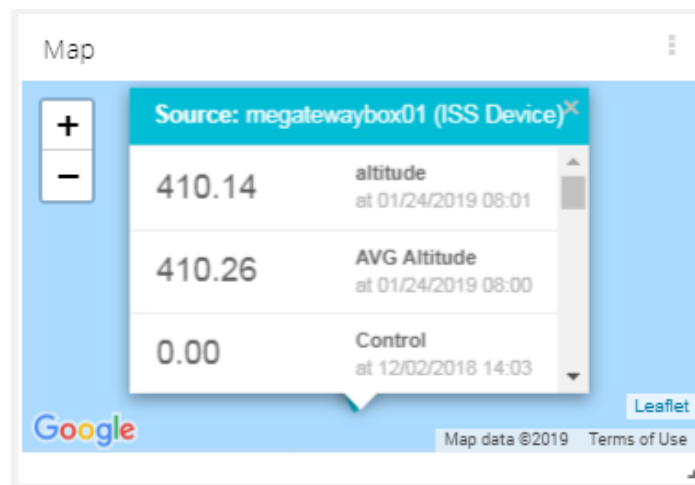 Map
+
Source: megatewaybox01 (ISS Device)
×
−
410.14
altitude
at 01/24/2019 08:01
410.26
AVG Altitude
at 01/24/2019 08:00
0.00
Control
at 12/02/2018 14:03
Leaflet
Google
Map data ©2019 Terms of Use